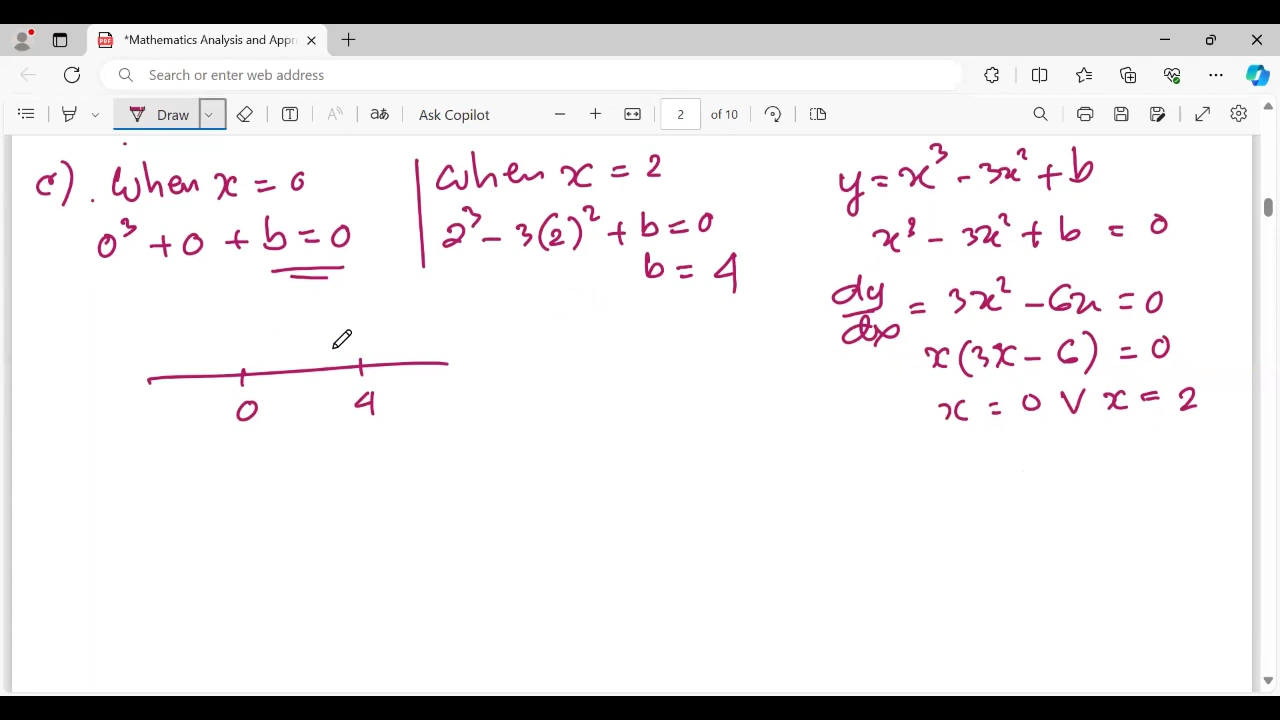 *Mathematics Analysis and Appr
Search or enter web address
Draw
aあ
Ask Copilot
2 of 10
c). When x = 0
0³ + 0 + b = 0
When x = 2
2³ - 3(2)² + b = 0
b = 4
0 4
y = x³ - 3x² + b
x³ - 3x² + b = 0
dy/dx = 3x² - 6x = 0
x(3x - 6) = 0
x = 0 ∨ x = 2